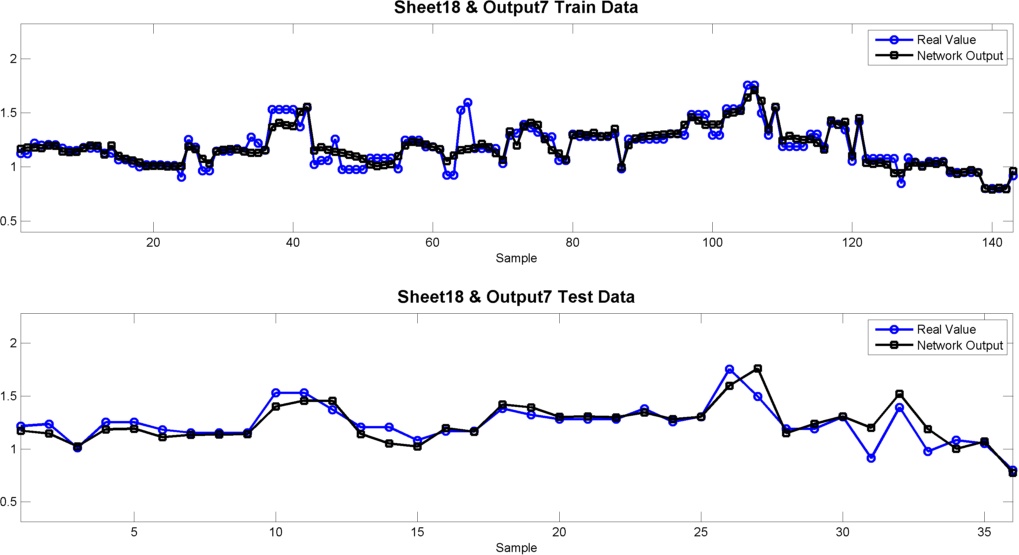 Sheet18 & Output7 Train Data
Real Value
Network Output
2
1.5
1
0.5
20 40 60 80 100 120 140
Sample
Sheet18 & Output7 Test Data
Real Value
Network Output
2
1.5
1
0.5
5 10 15 20 25 30 35
Sample